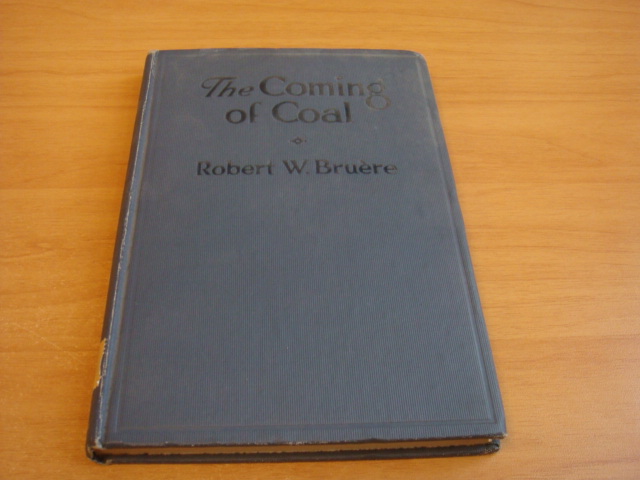 The Coming
of Coal
Robert W. Bruère